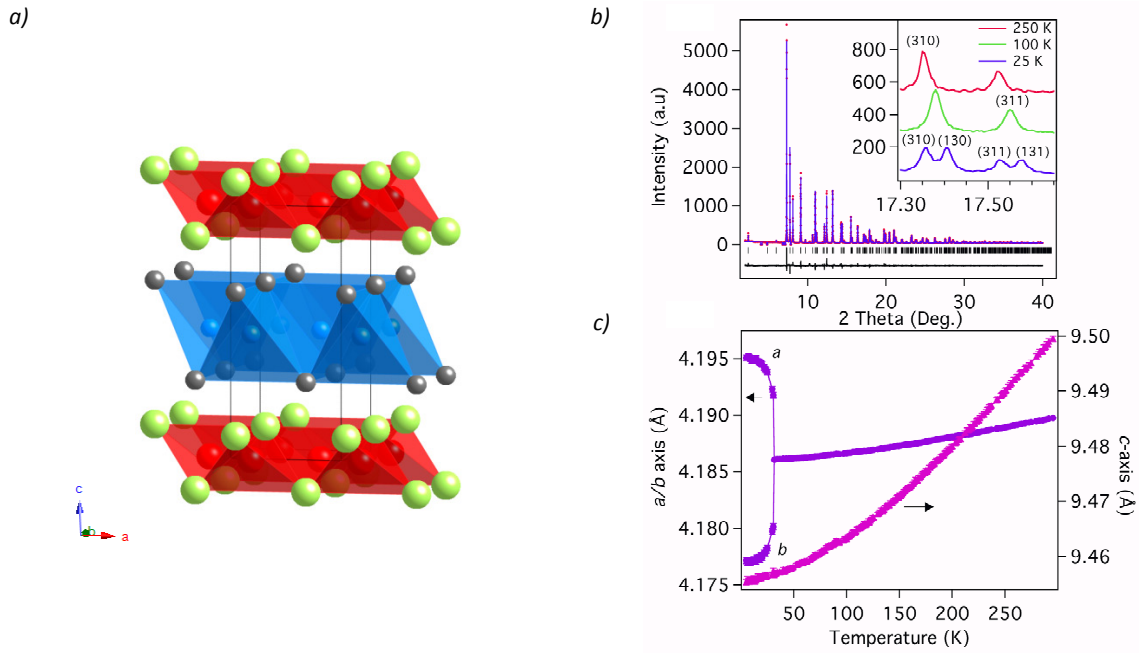 a)
c
b
a
b)
Intensity (a.u)
5000
4000
3000
2000
1000
0
10
20
30
40
2 Theta (Deg.)
250 K
100 K
25 K
(310)
(311)
(310)
(130)
(311)
(131)
800
600
400
200
17.30
17.50
c)
a/b axis (Å)
4.195
4.190
4.185
4.180
4.175
a
b
9.50
9.49
9.48
9.47
9.46
c-axis (Å)
50
100
150
200
250
Temperature (K)